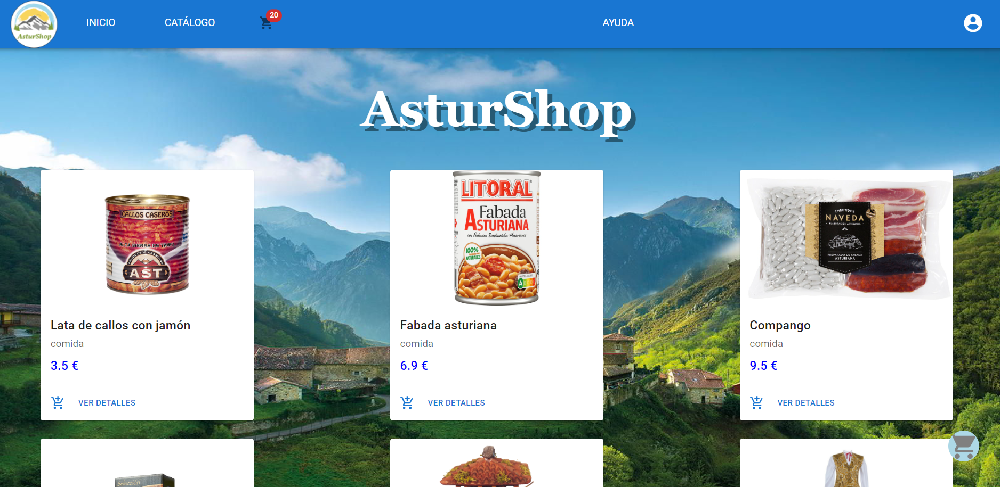 AsturShop
INICIO
CATÁLOGO
20
AYUDA
AsturShop
CALLOS CASEROS
ALTA SIERRA DE TINEO
PRODUCTOS CARNICOS
AST
LITORAL
Fabada
ASTURIANA
con Selectos Embutidos Asturianos
100%
NATURALES
NUTRI-SCORE
A
EMBUTIDOS
NAVEDA
ELABORACIÓN ARTESANAL
PREPARADO DE FABADA
ASTURIANA
Lata de callos con jamón
comida
3.5 €
VER DETALLES
Fabada asturiana
comida
6.9 €
VER DETALLES
Compango
comida
9.5 €
VER DETALLES
Selección